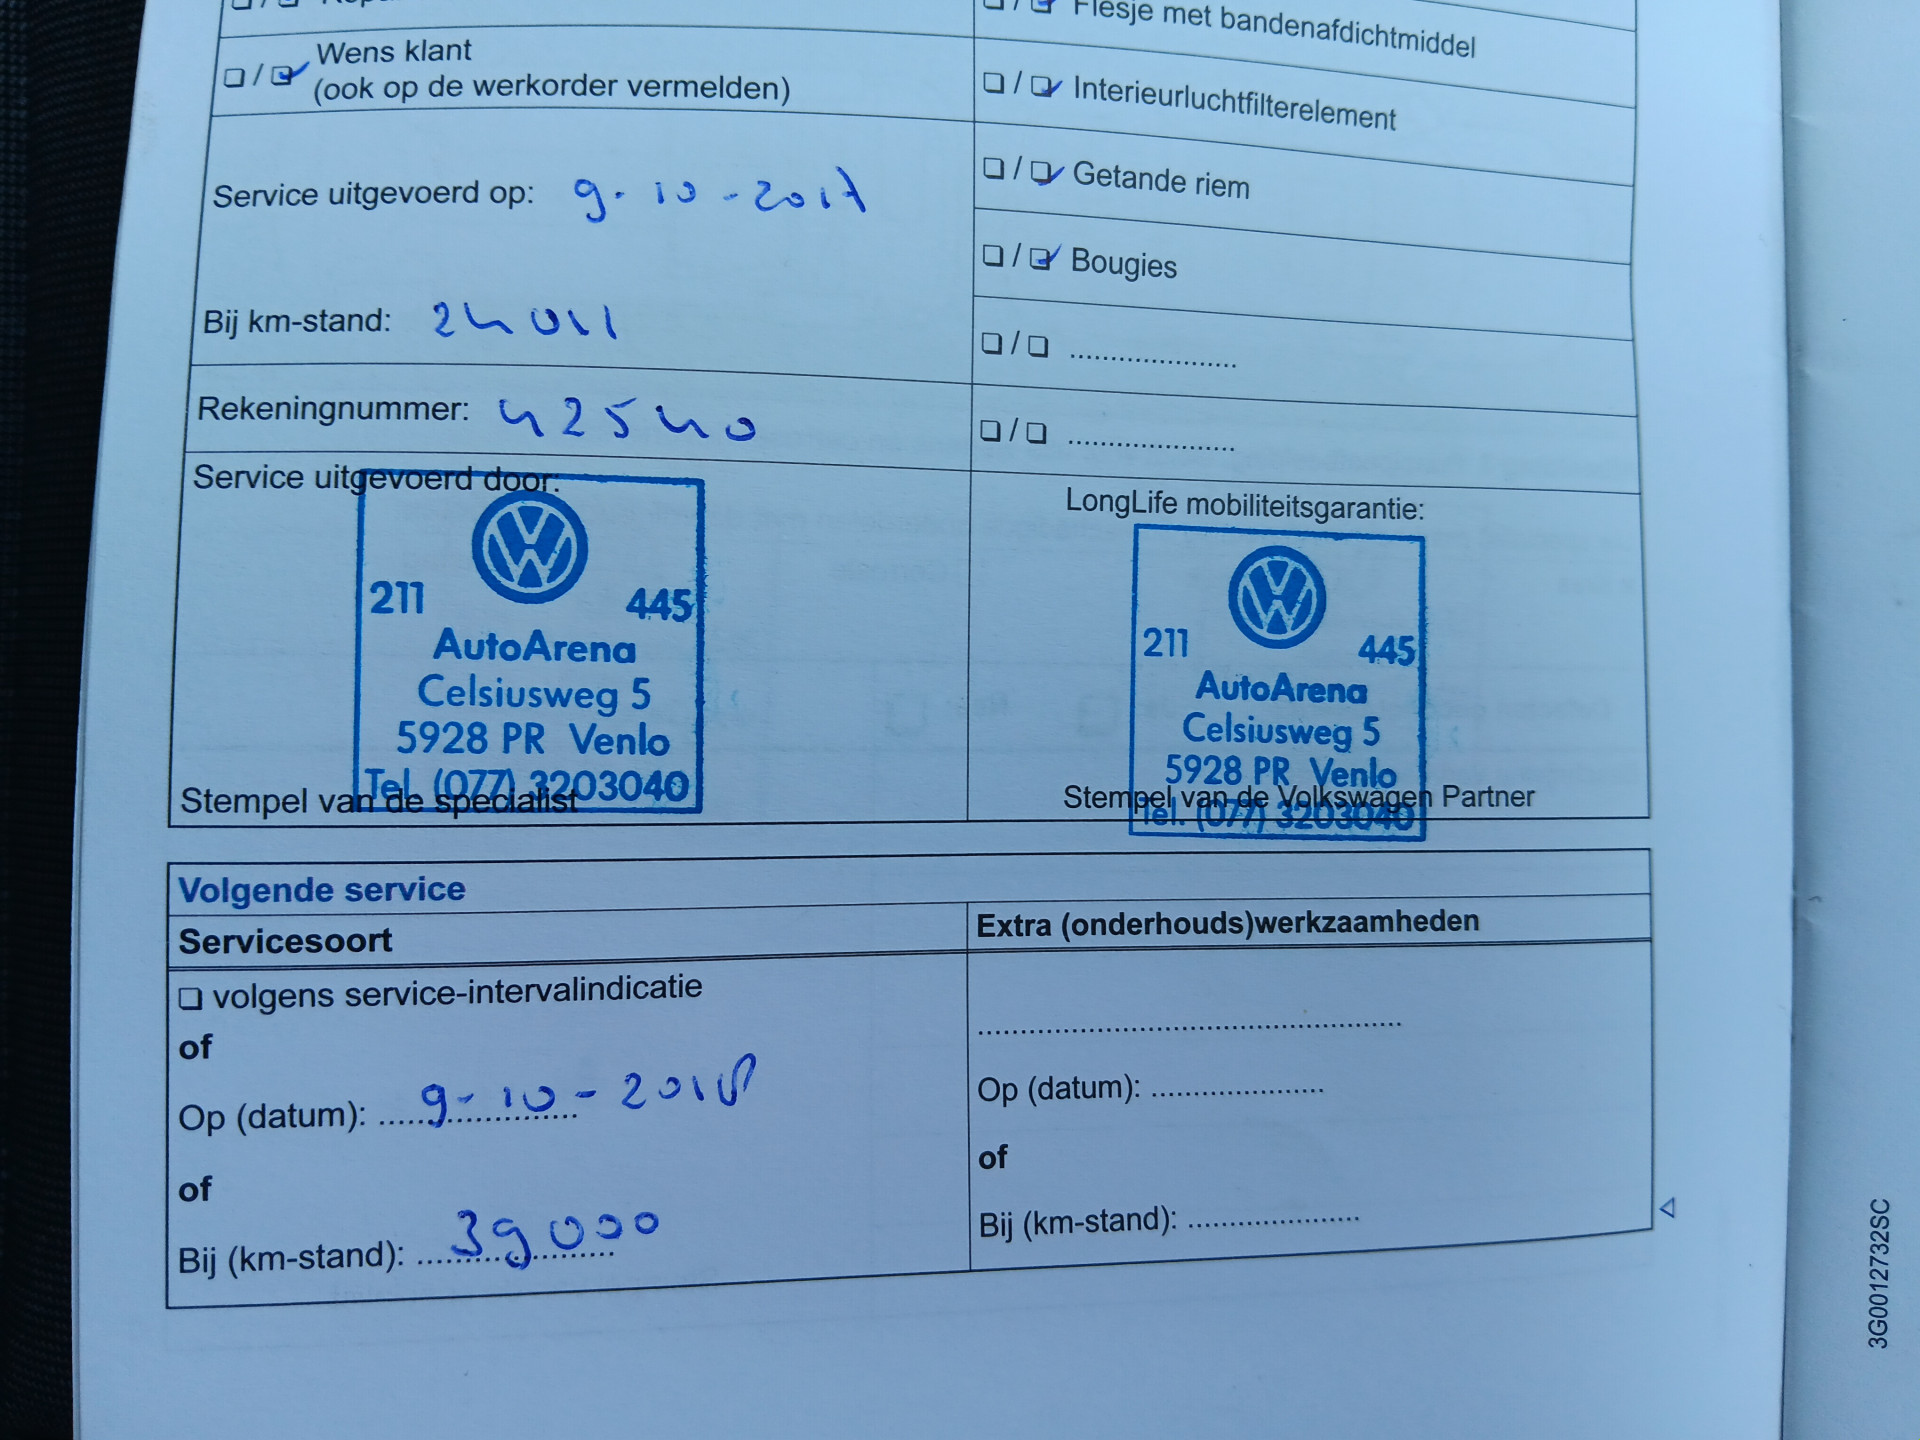 ❏ / ❏ Flesje met bandenafdichtmiddel
❏ / ❏✓ Wens klant
(ook op de werkorder vermelden)
❏ / ❏✓ Interieurluchtfilterelement
❏ / ❏✓ Getande riem
Service uitgevoerd op: 9-10-2017
❏ / ❏✓ Bougies
Bij km-stand: 24011
❏ / ❏ ....................
Rekeningnummer: 42540
❏ / ❏ ....................
Service uitgevoerd door:
211 445
AutoArena
Celsiusweg 5
5928 PR Venlo
Tel. (077) 3203040
Stempel van de specialist
LongLife mobiliteitsgarantie:
211 445
AutoArena
Celsiusweg 5
5928 PR Venlo
Tel. (077) 3203040
Stempel van de Volkswagen Partner
Volgende service
Servicesoort
❏ volgens service-intervalindicatie
of
Op (datum): 9-10-2018
of
Bij (km-stand): 39000
Extra (onderhouds)werkzaamheden
..................................................
Op (datum): .....................
of
Bij (km-stand): .....................
3G0012732SC